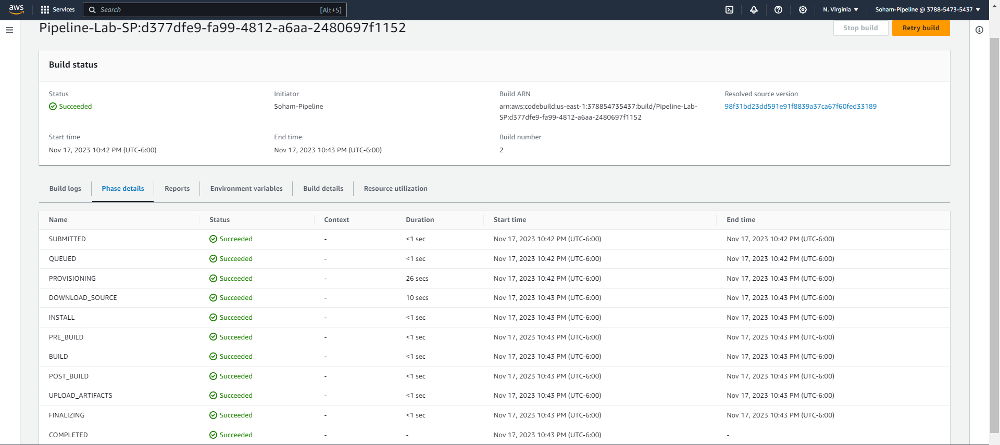 aws Services Search [Alt+S] N. Virginia Soham-Pipeline @ 3788-5473-5437
Pipeline-Lab-SP:d377dfe9-fa99-4812-a6aa-2480697f1152 Stop build Retry build
Build status
Status Initiator Build ARN Resolved source version
Succeeded Soham-Pipeline arn:aws:codebuild:us-east-1:378854735437:build/Pipeline-Lab- 98f31bd23dd591e91f8839a37ca67f60fed33189
SP:d377dfe9-fa99-4812-a6aa-2480697f1152
Start time End time Build number
Nov 17, 2023 10:42 PM (UTC-6:00) Nov 17, 2023 10:43 PM (UTC-6:00) 2
Build logs Phase details Reports Environment variables Build details Resource utilization
Name Status Context Duration Start time End time
SUBMITTED Succeeded - <1 sec Nov 17, 2023 10:42 PM (UTC-6:00) Nov 17, 2023 10:42 PM (UTC-6:00)
QUEUED Succeeded - <1 sec Nov 17, 2023 10:42 PM (UTC-6:00) Nov 17, 2023 10:42 PM (UTC-6:00)
PROVISIONING Succeeded - 26 secs Nov 17, 2023 10:42 PM (UTC-6:00) Nov 17, 2023 10:43 PM (UTC-6:00)
DOWNLOAD_SOURCE Succeeded - 10 secs Nov 17, 2023 10:43 PM (UTC-6:00) Nov 17, 2023 10:43 PM (UTC-6:00)
INSTALL Succeeded - <1 sec Nov 17, 2023 10:43 PM (UTC-6:00) Nov 17, 2023 10:43 PM (UTC-6:00)
PRE_BUILD Succeeded - <1 sec Nov 17, 2023 10:43 PM (UTC-6:00) Nov 17, 2023 10:43 PM (UTC-6:00)
BUILD Succeeded - <1 sec Nov 17, 2023 10:43 PM (UTC-6:00) Nov 17, 2023 10:43 PM (UTC-6:00)
POST_BUILD Succeeded - <1 sec Nov 17, 2023 10:43 PM (UTC-6:00) Nov 17, 2023 10:43 PM (UTC-6:00)
UPLOAD_ARTIFACTS Succeeded - <1 sec Nov 17, 2023 10:43 PM (UTC-6:00) Nov 17, 2023 10:43 PM (UTC-6:00)
FINALIZING Succeeded - <1 sec Nov 17, 2023 10:43 PM (UTC-6:00) Nov 17, 2023 10:43 PM (UTC-6:00)
COMPLETED Succeeded - - Nov 17, 2023 10:43 PM (UTC-6:00) -